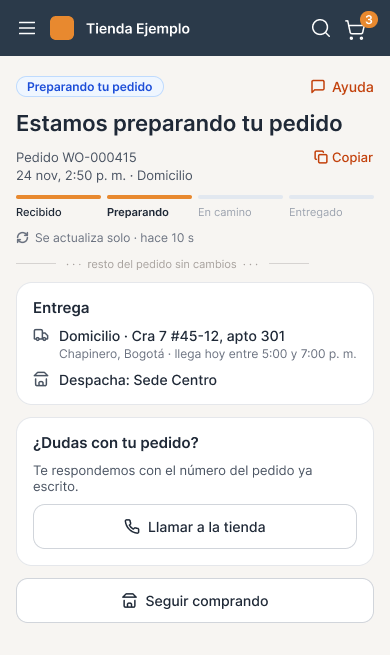 Tienda Ejemplo
3
Preparando tu pedido
Ayuda
Estamos preparando tu pedido
Pedido WO-000415
Copiar
24 nov, 2:50 p. m. · Domicilio
Recibido
Preparando
En camino
Entregado
Se actualiza solo · hace 10 s
· · · resto del pedido sin cambios · · ·
Entrega
Domicilio · Cra 7 #45-12, apto 301
Chapinero, Bogotá · llega hoy entre 5:00 y 7:00 p. m.
Despacha: Sede Centro
¿Dudas con tu pedido?
Te respondemos con el número del pedido ya
escrito.
Llamar a la tienda
Seguir comprando